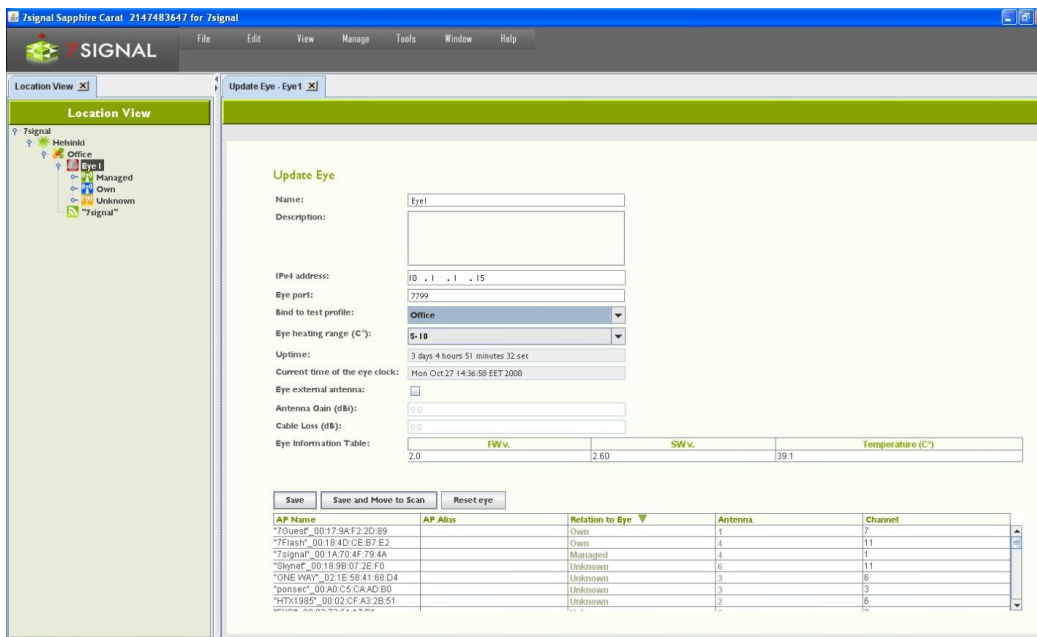 7signal Sapphire Carat 2147483647 for 7signal
7SIGNAL
File Edit View Manage Tools Window Help
Location View
Update Eye - Eye1
Location View
7signal
Helsinki
Office
Eye1
Managed
Own
Unknown
"7signal"
Update Eye
Name: Eye1
Description:
IPv4 address: 10 . 1 . 1 . 15
Eye port: 7799
Bind to test profile: Office
Eye heating range (C°): 5-10
Uptime: 3 days 4 hours 51 minutes 32 sec
Current time of the eye clock: Mon Oct 27 14:36:58 EET 2008
Eye external antenna:
Antenna Gain (dBi): 0.0
Cable Loss (dB): 0.0
Eye Information Table: FW v. SW v. Temperature (C°)
2.0 2.60 39.1
Save Save and Move to Scan Reset eye
AP Name AP Alias Relation to Eye Antenna Channel
"7Guest"_00:17:9A:F2:2D:89 Own 1 7
"7Flash"_00:18:4D:CE:B7:E2 Own 4 11
"7signal"_00:1A:70:4F:79:4A Managed 4 1
"Skynet"_00:18:9B:07:2E:F0 Unknown 6 11
"ONE WAY"_02:1E:58:41:68:D4 Unknown 3 6
"ponsec"_00:A0:C5:CA:AD:B0 Unknown 3 3
"HTX1985"_00:02:CF:A3:2B:51 Unknown 2 6